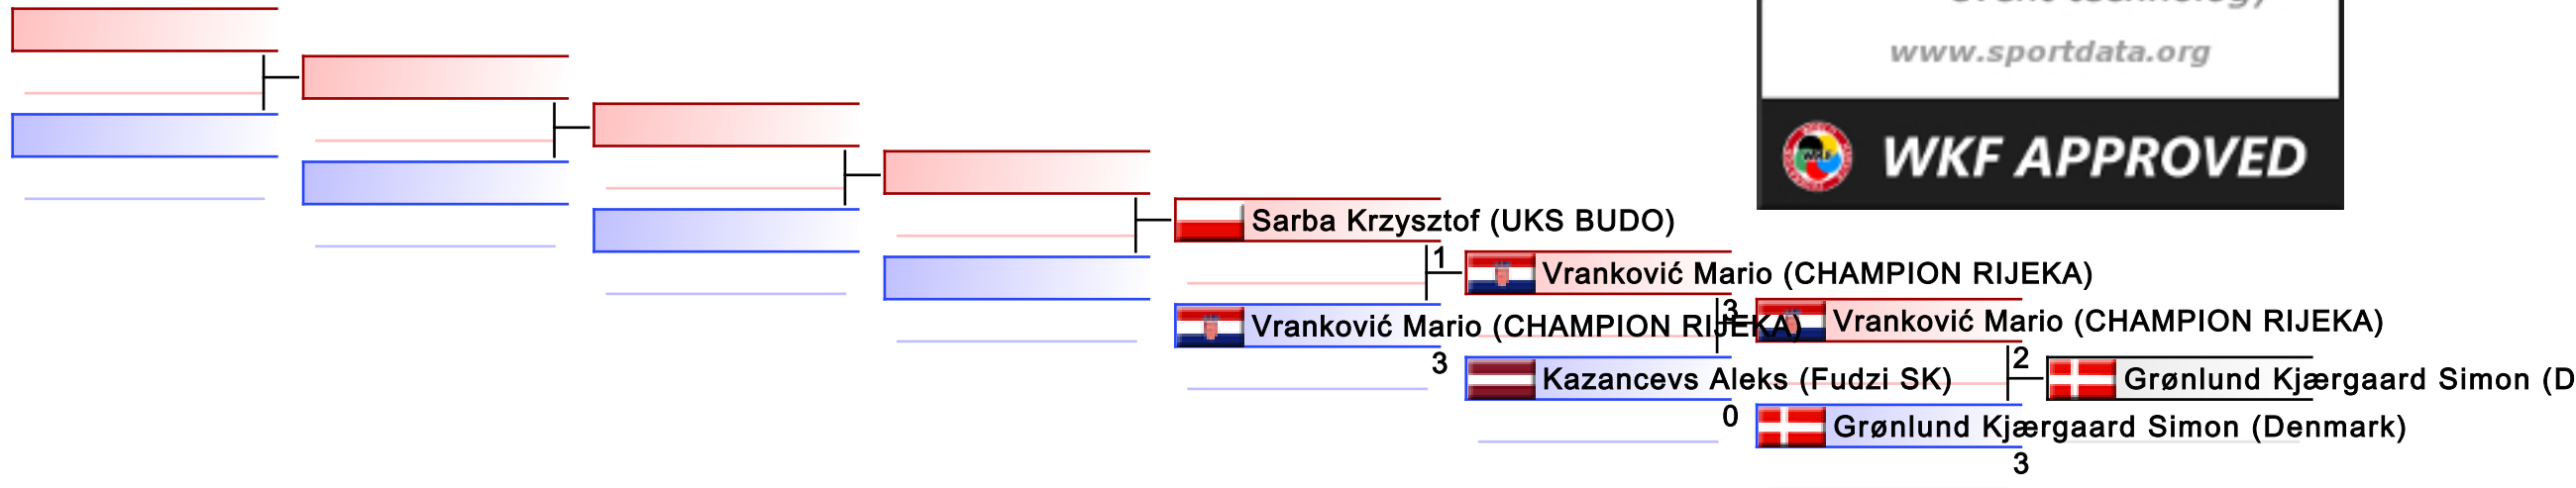 www.sportdata.org
WKF APPROVED
Sarba Krzysztof (UKS BUDO)
1
Vranković Mario (CHAMPION RIJEKA)
3
Vranković Mario (CHAMPION RIJEKA)
Vranković Mario (CHAMPION RIJEKA)
3
2
Kazancevs Aleks (Fudzi SK)
Grønlund Kjærgaard Simon (D
0
Grønlund Kjærgaard Simon (Denmark)
3